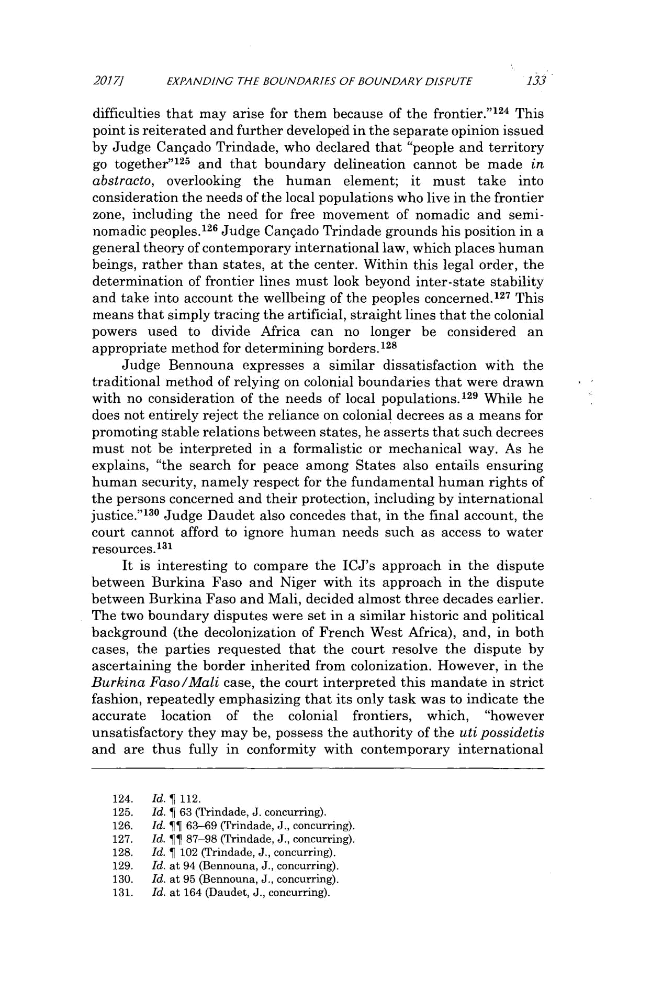 2017] EXPANDING THE BOUNDARIES OF BOUNDARY DISPUTE 133
difficulties that may arise for them because of the frontier."124 This
point is reiterated and further developed in the separate opinion issued
by Judge Cançado Trindade, who declared that "people and territory
go together"125 and that boundary delineation cannot be made in
abstracto, overlooking the human element; it must take into
consideration the needs of the local populations who live in the frontier
zone, including the need for free movement of nomadic and semi-
nomadic peoples.126 Judge Cançado Trindade grounds his position in a
general theory of contemporary international law, which places human
beings, rather than states, at the center. Within this legal order, the
determination of frontier lines must look beyond inter-state stability
and take into account the wellbeing of the peoples concerned.127 This
means that simply tracing the artificial, straight lines that the colonial
powers used to divide Africa can no longer be considered an
appropriate method for determining borders.128
Judge Bennouna expresses a similar dissatisfaction with the
traditional method of relying on colonial boundaries that were drawn
with no consideration of the needs of local populations.129 While he
does not entirely reject the reliance on colonial decrees as a means for
promoting stable relations between states, he asserts that such decrees
must not be interpreted in a formalistic or mechanical way. As he
explains, "the search for peace among States also entails ensuring
human security, namely respect for the fundamental human rights of
the persons concerned and their protection, including by international
justice."130 Judge Daudet also concedes that, in the final account, the
court cannot afford to ignore human needs such as access to water
resources.131
It is interesting to compare the ICJ's approach in the dispute
between Burkina Faso and Niger with its approach in the dispute
between Burkina Faso and Mali, decided almost three decades earlier.
The two boundary disputes were set in a similar historic and political
background (the decolonization of French West Africa), and, in both
cases, the parties requested that the court resolve the dispute by
ascertaining the border inherited from colonization. However, in the
Burkina Faso/Mali case, the court interpreted this mandate in strict
fashion, repeatedly emphasizing that its only task was to indicate the
accurate location of the colonial frontiers, which, "however
unsatisfactory they may be, possess the authority of the uti possidetis
and are thus fully in conformity with contemporary international
124. Id. ¶ 112.
125. Id. ¶ 63 (Trindade, J. concurring).
126. Id. ¶¶ 63–69 (Trindade, J., concurring).
127. Id. ¶¶ 87–98 (Trindade, J., concurring).
128. Id. ¶ 102 (Trindade, J., concurring).
129. Id. at 94 (Bennouna, J., concurring).
130. Id. at 95 (Bennouna, J., concurring).
131. Id. at 164 (Daudet, J., concurring).